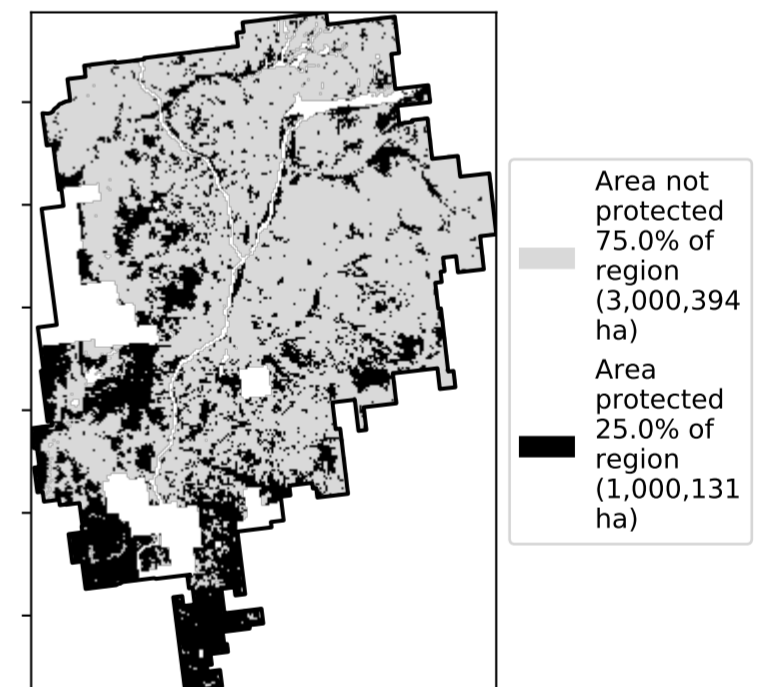 Area not
protected
75.0% of
region
(3,000,394
ha)
Area
protected
25.0% of
region
(1,000,131
ha)